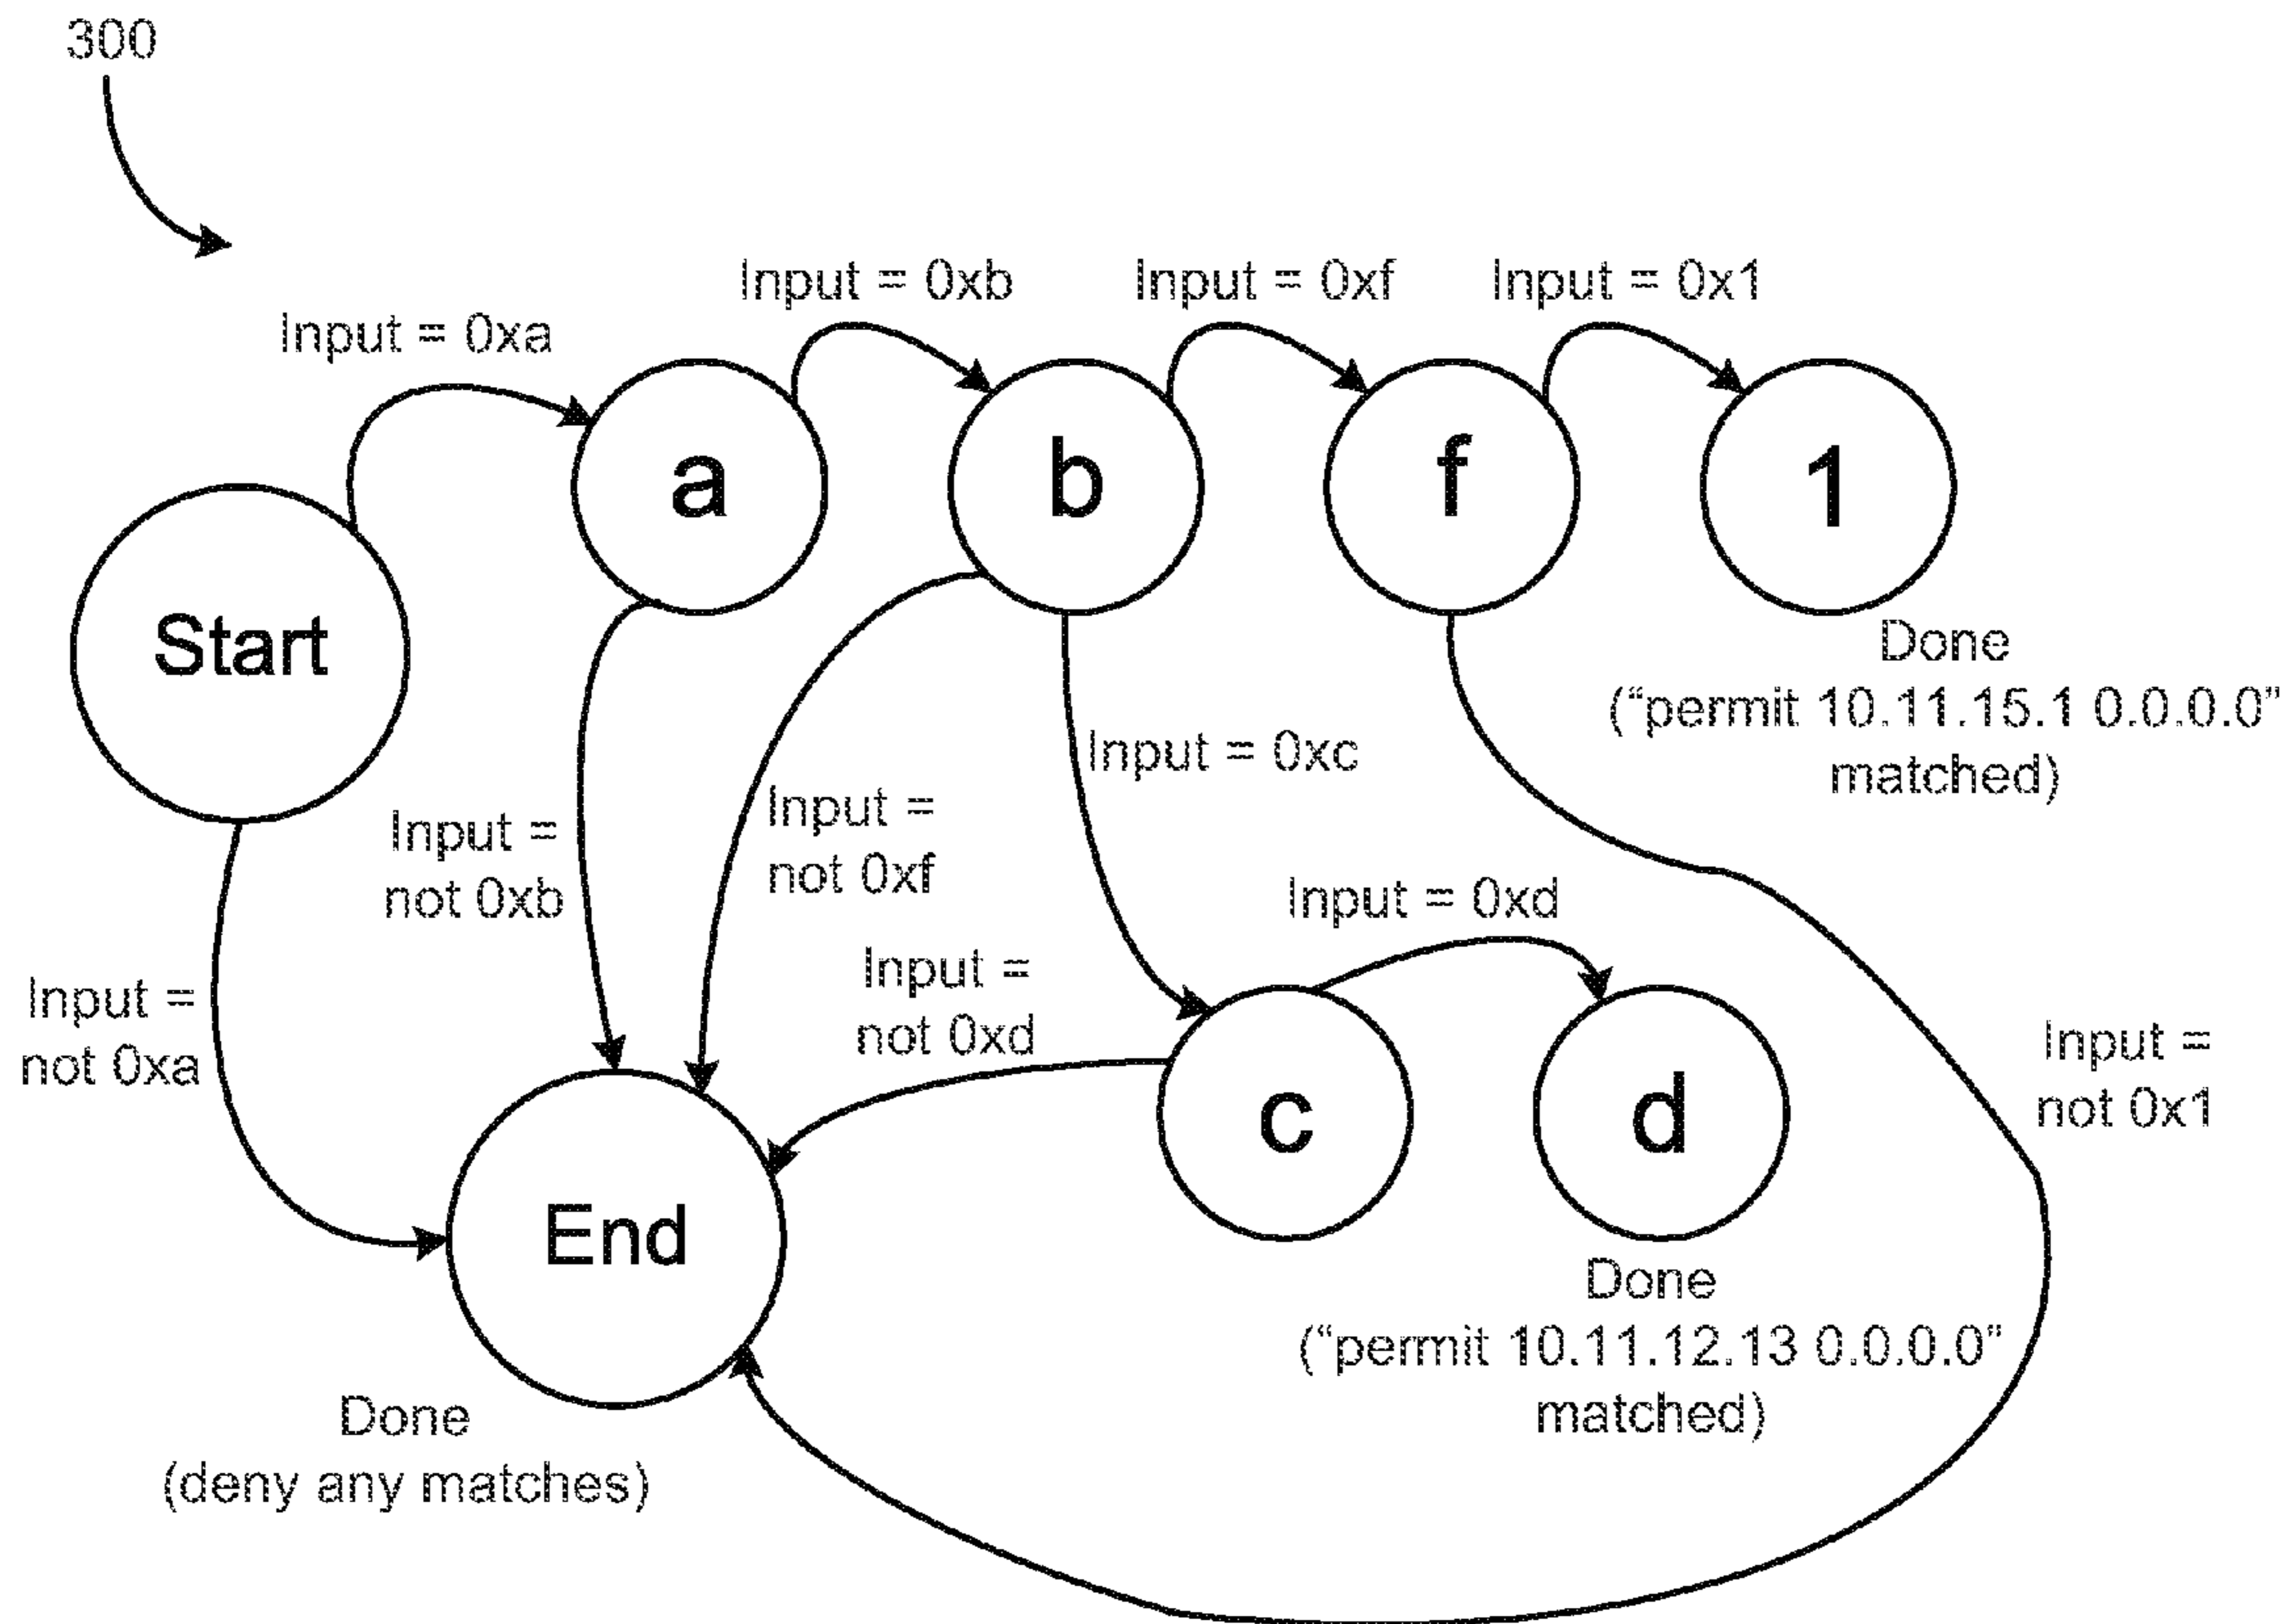 300
Input = 0xa
Input = 0xb
Input = 0xf
Input = 0x1
Start
a
b
f
1
Done
("permit 10.11.15.1 0.0.0.0"
matched)
Input =
not 0xa
Input =
not 0xb
Input =
not 0xf
Input = 0xc
Input =
not 0xd
Input = 0xd
Input =
not 0x1
End
c
d
Done
("permit 10.11.12.13 0.0.0.0"
matched)
Done
(deny any matches)